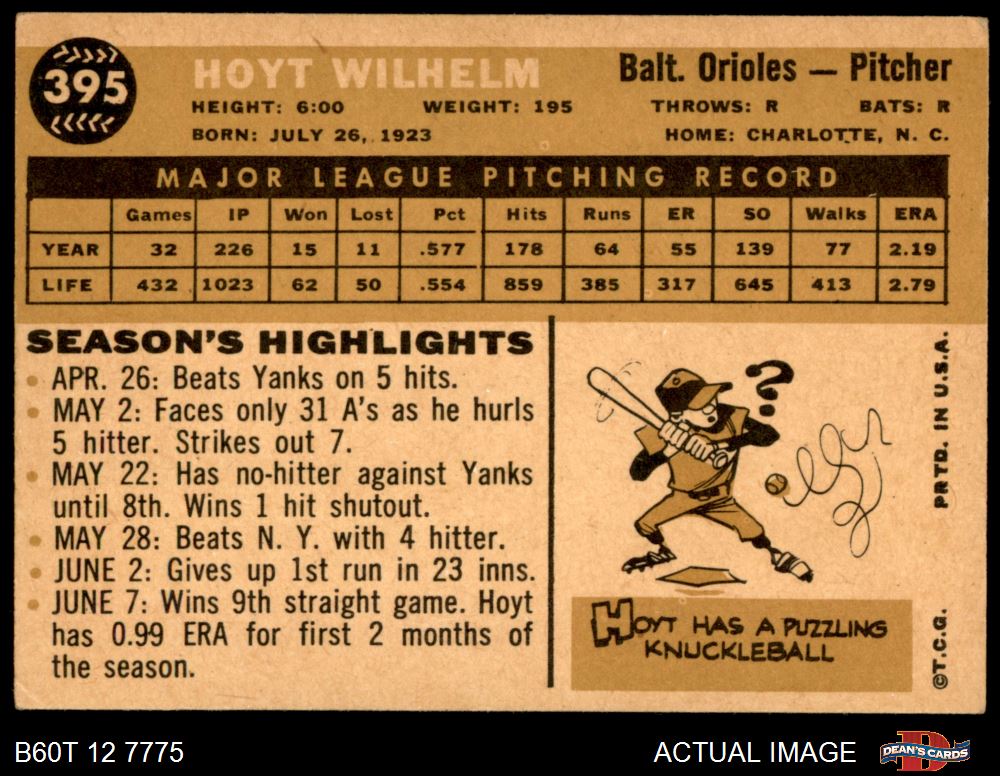 395
HOYT WILHELM
Balt. Orioles — Pitcher
HEIGHT: 6:00 WEIGHT: 195 THROWS: R BATS: R
BORN: JULY 26, 1923 HOME: CHARLOTTE, N. C.
MAJOR LEAGUE PITCHING RECORD
Games IP Won Lost Pct Hits Runs ER SO Walks ERA
YEAR 32 226 15 11 .577 178 64 55 139 77 2.19
LIFE 432 1023 62 50 .554 859 385 317 645 413 2.79
SEASON'S HIGHLIGHTS
• APR. 26: Beats Yanks on 5 hits.
• MAY 2: Faces only 31 A's as he hurls
5 hitter. Strikes out 7.
• MAY 22: Has no-hitter against Yanks
until 8th. Wins 1 hit shutout.
• MAY 28: Beats N. Y. with 4 hitter.
• JUNE 2: Gives up 1st run in 23 inns.
• JUNE 7: Wins 9th straight game. Hoyt
has 0.99 ERA for first 2 months of
the season.
?
HOYT HAS A PUZZLING
KNUCKLEBALL
©T.C.G. PRTD. IN U.S.A.
B60T 12 7775
ACTUAL IMAGE
DEAN'S CARDS